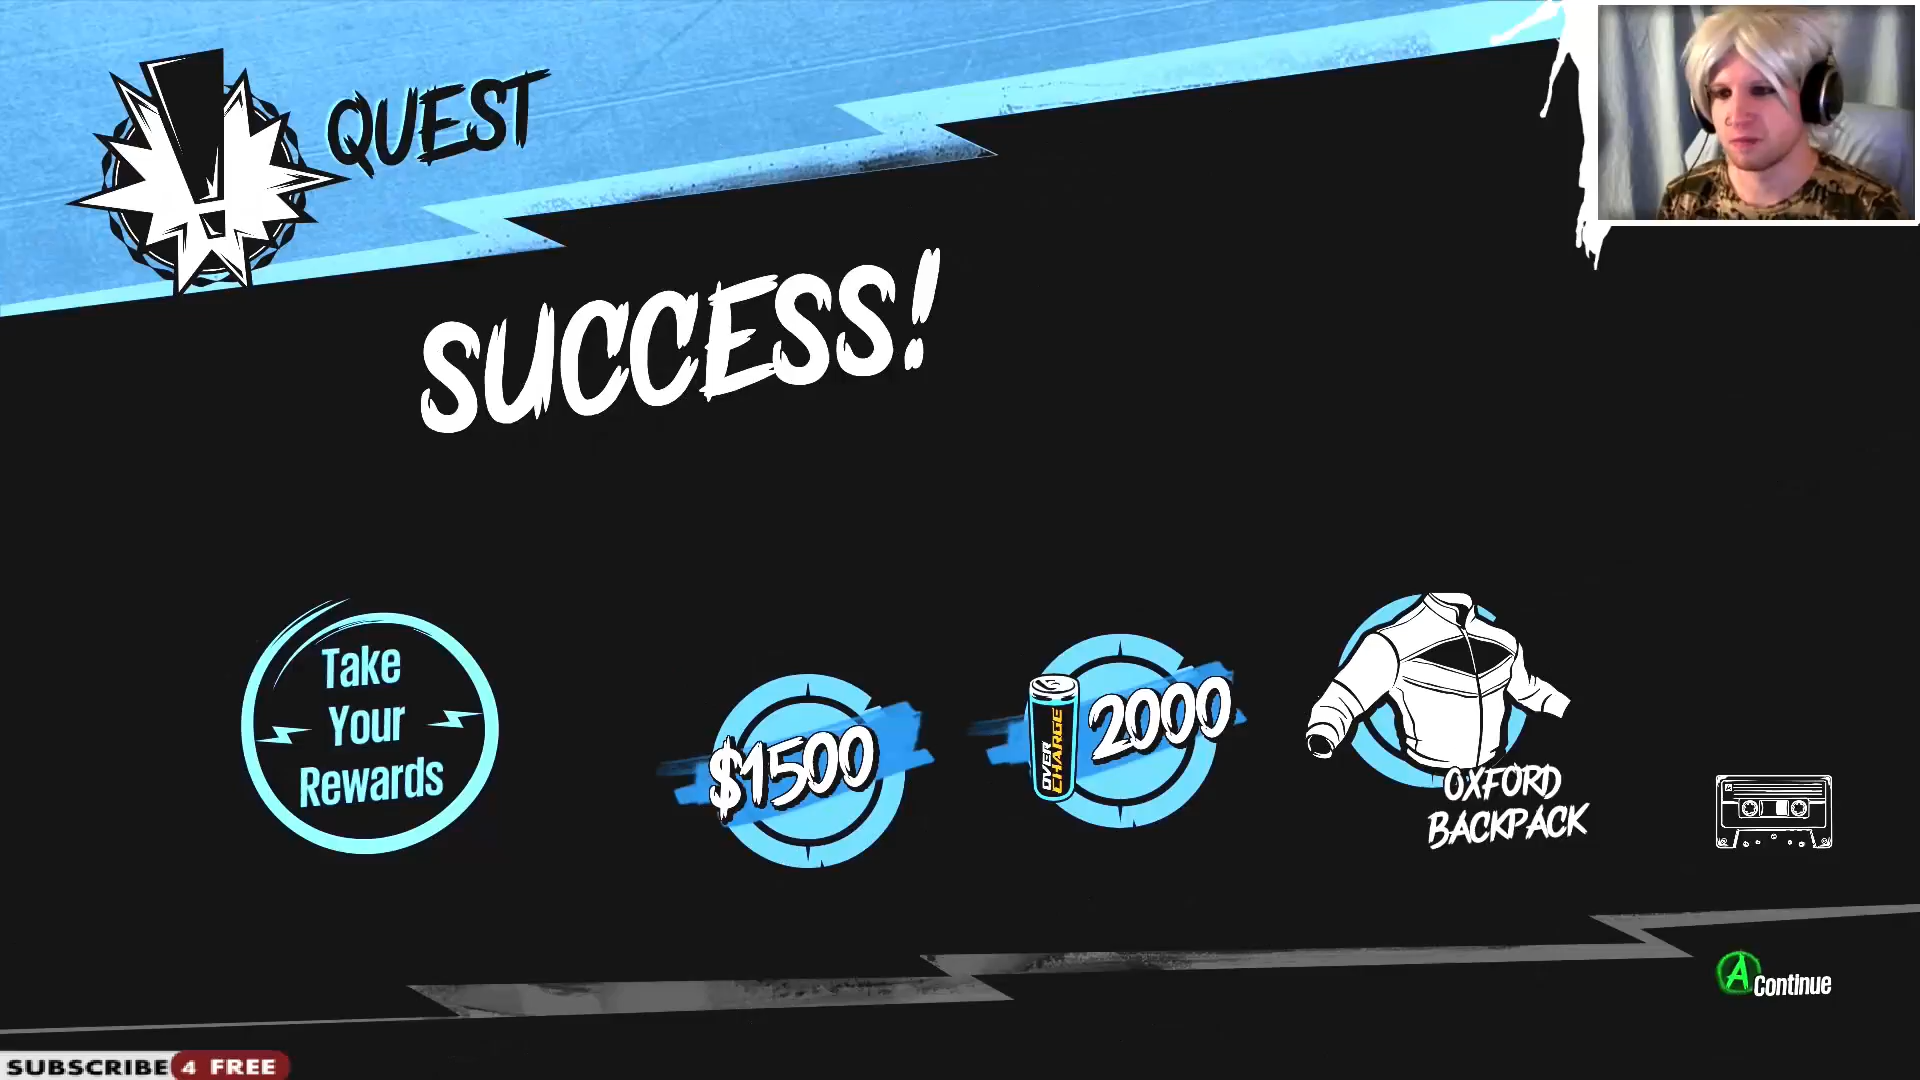 QUEST
SUCCESS!
Take
Your
Rewards
$1500
OVER
CHARGE
2000
OXFORD
BACKPACK
A Continue
SUBSCRIBE 4 FREE